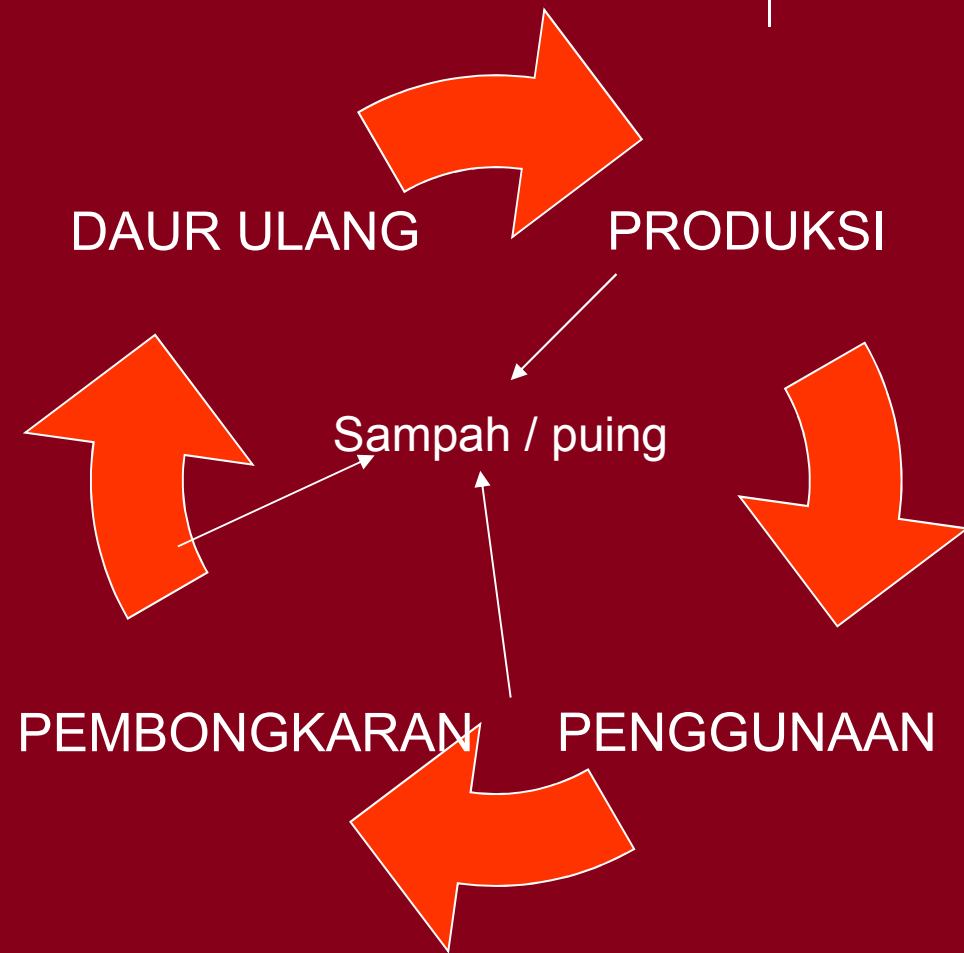 DAUR ULANG
PRODUKSI
Sampah / puing
PEMBONGKARAN
PENGGUNAAN